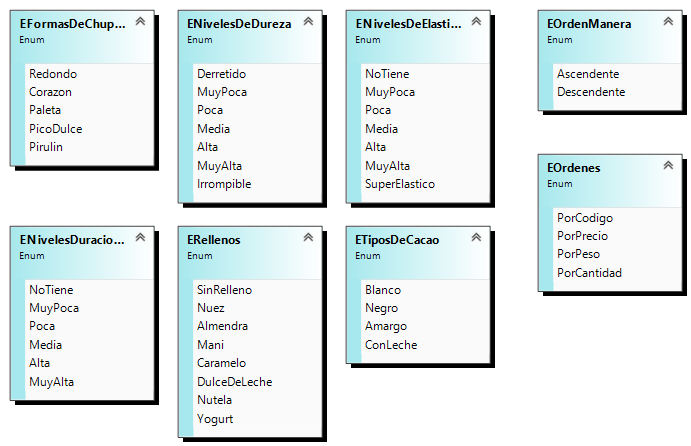 EFormasDeChup...
Enum
Redondo
Corazon
Paleta
PicoDulce
Pirulin
ENivelesDeDureza
Enum
Derretido
MuyPoca
Poca
Media
Alta
MuyAlta
Irrompible
ENivelesDeElasti...
Enum
NoTiene
MuyPoca
Poca
Media
Alta
MuyAlta
SuperElastico
EOrdenManera
Enum
Ascendente
Descendente
EOrdenes
Enum
PorCodigo
PorPrecio
PorPeso
PorCantidad
ENivelesDuracio...
Enum
NoTiene
MuyPoca
Poca
Media
Alta
MuyAlta
ERellenos
Enum
SinRelleno
Nuez
Almendra
Mani
Caramelo
DulceDeLeche
Nutela
Yogurt
ETiposDeCacao
Enum
Blanco
Negro
Amargo
ConLeche